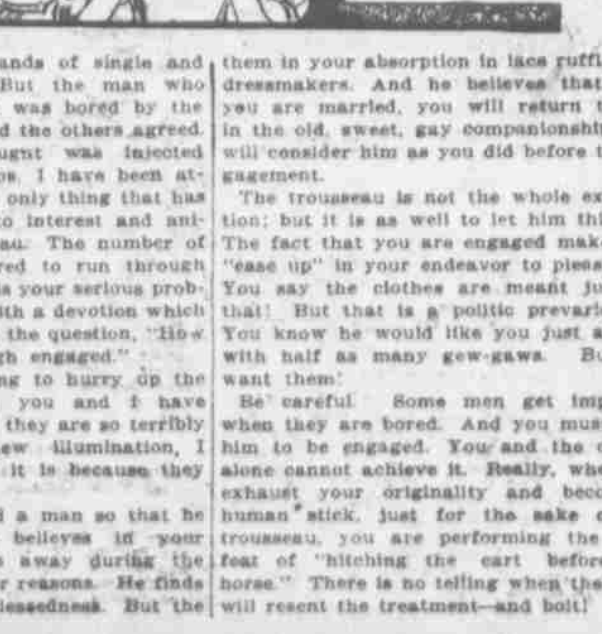 ands of single and
But the man who
was bored by the
d the others agreed.
ught was injected
os. I have been at-
only thing that has
to interest and ani-
au. The number of
red to run through
s your serious prob-
ith a devotion which
the question, "How
gh engaged."
ng to hurry up the
you and I have
they are so terribly
ew illumination, I
it is because they
d a man so that he
believes in your
away during the
r reasons. He finds
lessedness. But the
them in your absorption in lace ruffl
dressmakers. And he believes that
you are married, you will return t
in the old, sweet, gay companionshi
will consider him as you did before t
gagement.
The trousseau is not the whole ex
tion; but it is as well to let him thi
The fact that you are engaged mak
"ease up" in your endeavor to pleas
You say the clothes are meant ju
that! But that is a politic prevari
You know he would like you just a
with half as many gew-gaws. Bu
want them!
Be careful. Some men get imp
when they are bored. And you mus
him to be engaged. You and the c
alone cannot achieve it. Really, whe
exhaust your originality and beco
human stick, just for the sake o
trousseau, you are performing the
feat of "hitching the cart before
horse." There is no telling when the
will resent the treatment—and bolt!